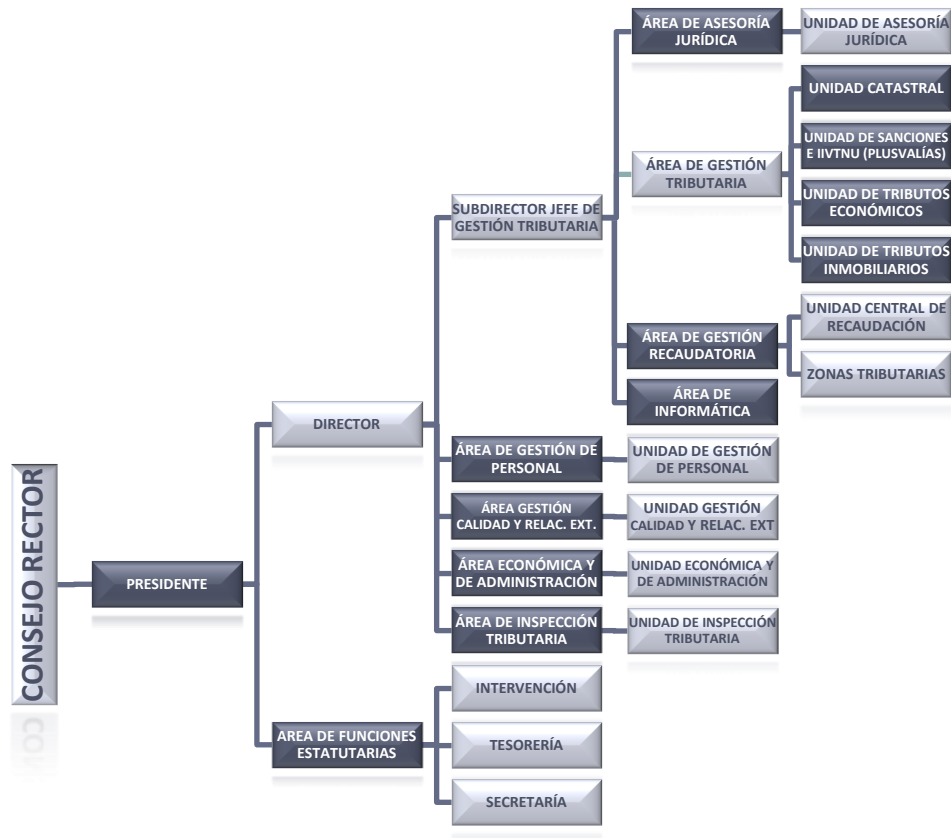 CONSEJO RECTOR
PRESIDENTE
DIRECTOR
SUBDIRECTOR JEFE DE
GESTIÓN TRIBUTARIA
ÁREA DE ASESORÍA
JURÍDICA
UNIDAD DE ASESORÍA
JURÍDICA
ÁREA DE GESTIÓN
TRIBUTARIA
UNIDAD CATASTRAL
UNIDAD DE SANCIONES
E IIVTNU (PLUSVALÍAS)
UNIDAD DE TRIBUTOS
ECONÓMICOS
UNIDAD DE TRIBUTOS
INMOBILIARIOS
ÁREA DE GESTIÓN
RECAUDATORIA
UNIDAD CENTRAL DE
RECAUDACIÓN
ZONAS TRIBUTARIAS
ÁREA DE
INFORMÁTICA
ÁREA DE GESTIÓN DE
PERSONAL
UNIDAD DE GESTIÓN
DE PERSONAL
ÁREA GESTIÓN
CALIDAD Y RELAC. EXT.
UNIDAD GESTIÓN
CALIDAD Y RELAC. EXT
ÁREA ECONÓMICA Y
DE ADMINISTRACIÓN
UNIDAD ECONÓMICA Y
DE ADMINISTRACIÓN
ÁREA DE INSPECCIÓN
TRIBUTARIA
UNIDAD DE INSPECCIÓN
TRIBUTARIA
AREA DE FUNCIONES
ESTATUTARIAS
INTERVENCIÓN
TESORERÍA
SECRETARÍA